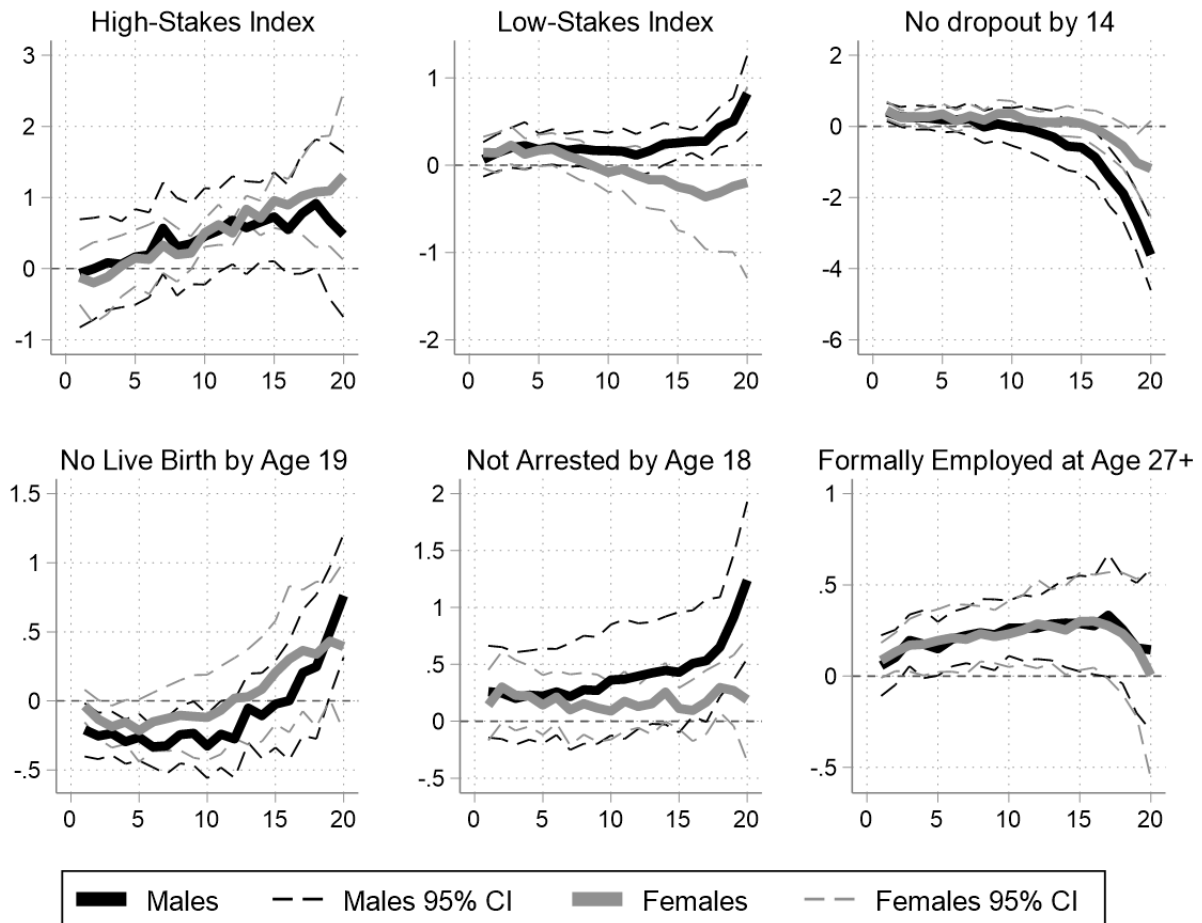 High-Stakes Index
3
2
1
0
-1
0 5 10 15 20
Low-Stakes Index
1
0
-1
-2
0 5 10 15 20
No dropout by 14
2
0
-2
-4
-6
0 5 10 15 20
No Live Birth by Age 19
1.5
1
.5
0
-.5
0 5 10 15 20
Not Arrested by Age 18
2
1.5
1
.5
0
-.5
0 5 10 15 20
Formally Employed at Age 27+
1
.5
0
-.5
0 5 10 15 20
Males Males 95% CI Females Females 95% CI